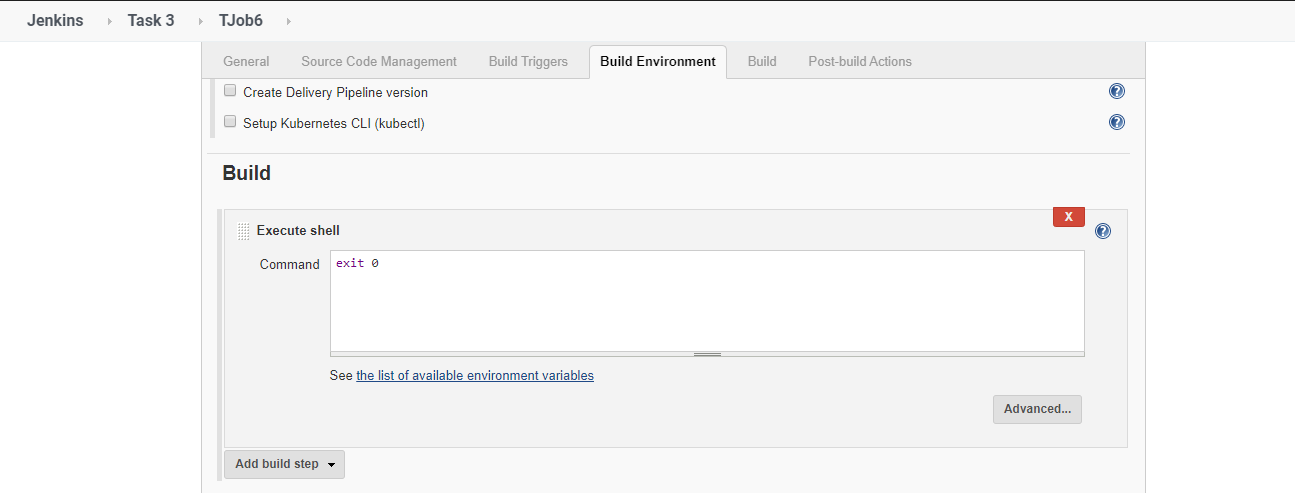 Jenkins Task 3 TJob6
General Source Code Management Build Triggers Build Environment Build Post-build Actions
Create Delivery Pipeline version ?
Setup Kubernetes CLI (kubectl) ?
Build
X
Execute shell ?
Command exit 0
See the list of available environment variables
Advanced...
Add build step